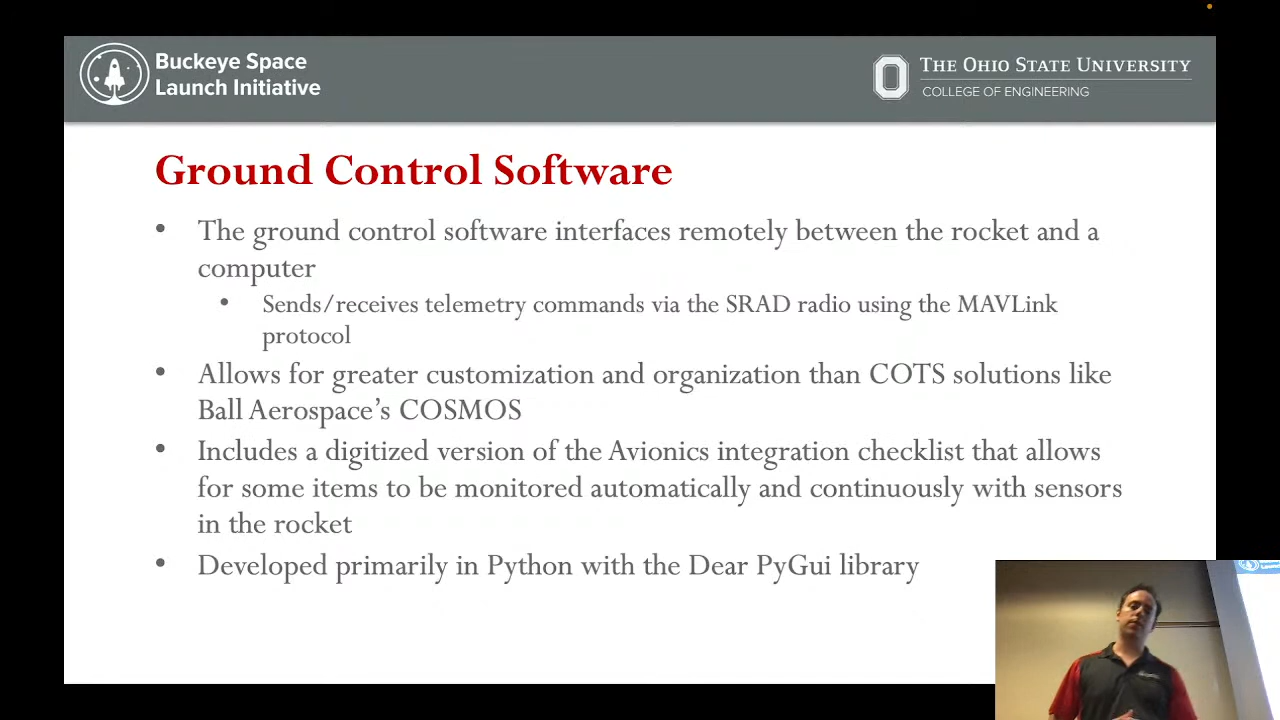 Buckeye Space
Launch Initiative
THE OHIO STATE UNIVERSITY
COLLEGE OF ENGINEERING
Ground Control Software
• The ground control software interfaces remotely between the rocket and a
computer
• Sends/receives telemetry commands via the SRAD radio using the MAVLink
protocol
• Allows for greater customization and organization than COTS solutions like
Ball Aerospace’s COSMOS
• Includes a digitized version of the Avionics integration checklist that allows
for some items to be monitored automatically and continuously with sensors
in the rocket
• Developed primarily in Python with the Dear PyGui library